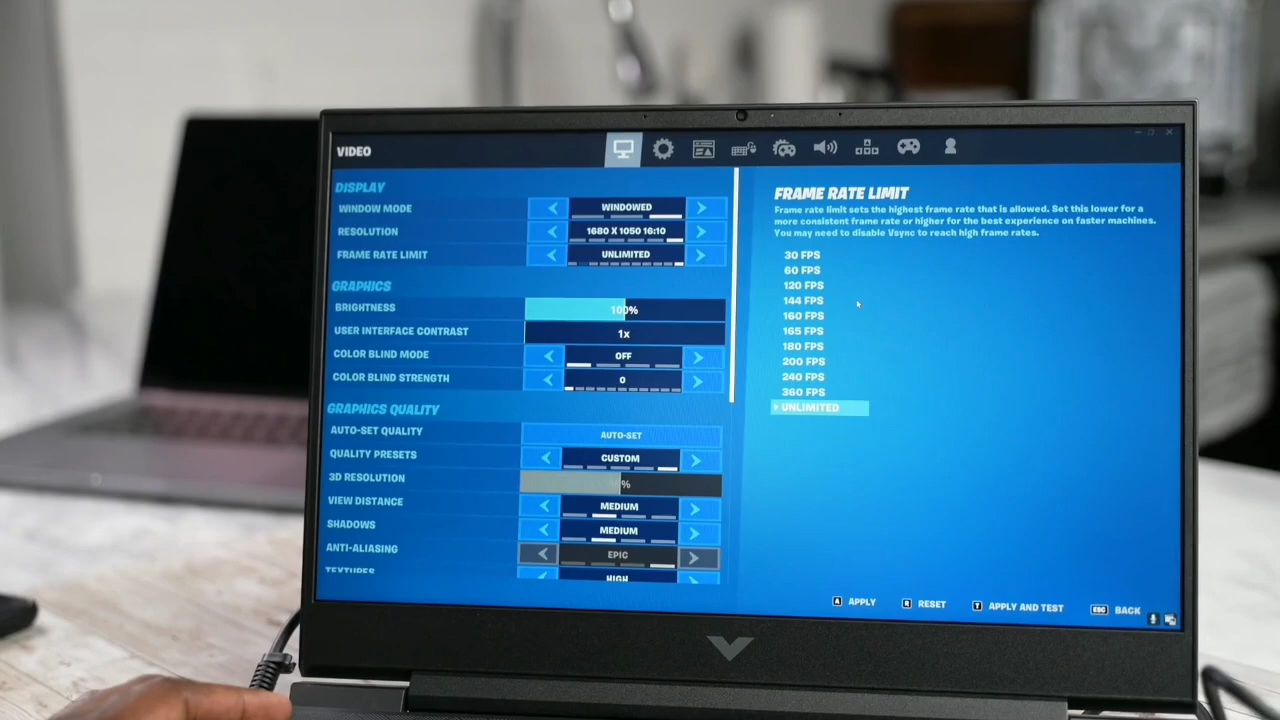 VIDEO
DISPLAY
WINDOW MODE
WINDOWED
RESOLUTION
1680 X 1050 16:10
FRAME RATE LIMIT
UNLIMITED
GRAPHICS
BRIGHTNESS
100%
USER INTERFACE CONTRAST
1x
COLOR BLIND MODE
OFF
COLOR BLIND STRENGTH
0
GRAPHICS QUALITY
AUTO-SET QUALITY
AUTO-SET
QUALITY PRESETS
CUSTOM
3D RESOLUTION
VIEW DISTANCE
MEDIUM
SHADOWS
MEDIUM
ANTI-ALIASING
EPIC
TEXTURES
HIGH
FRAME RATE LIMIT
Frame rate limit sets the highest frame rate that is allowed. Set this lower for a
more consistent frame rate or higher for the best experience on faster machines.
You may need to disable Vsync to reach high frame rates.
30 FPS
60 FPS
120 FPS
144 FPS
160 FPS
165 FPS
180 FPS
200 FPS
240 FPS
360 FPS
UNLIMITED
A APPLY
R RESET
T APPLY AND TEST
ESC BACK